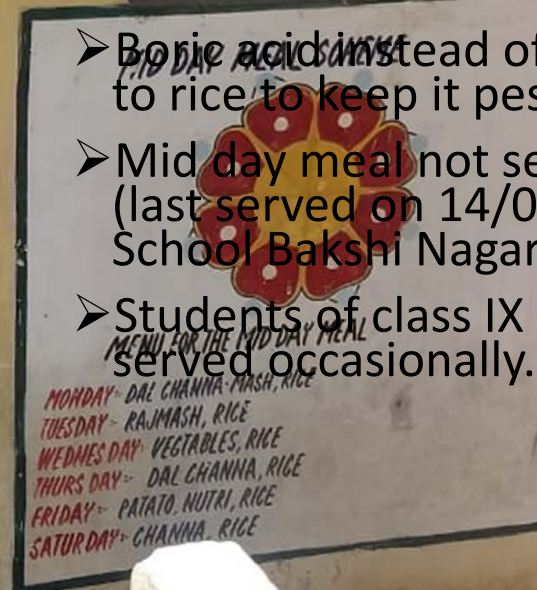 ➢Boric acid instead of
to rice to keep it pes
➢Mid day meal not se
(last served on 14/0
School Bakshi Nagar
➢Students of class IX
served occasionally.
MID DAY MEAL SCHEME
MENU FOR THE MID DAY MEAL
MONDAY:- DAL CHANNA-MASH, RICE
TUESDAY:- RAJMASH, RICE
WEDNES DAY:- VEGTABLES, RICE
THURS DAY:- DAL CHANNA, RICE
FRIDAY:- PATATO, NUTRI, RICE
SATURDAY:- CHANNA, RICE